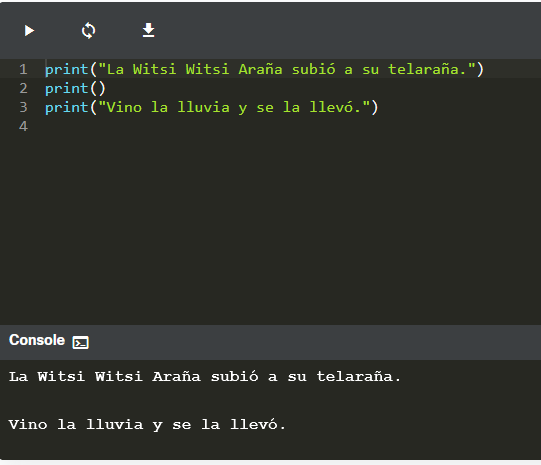 1 print("La Witsi Witsi Araña subió a su telaraña.")
2 print()
3 print("Vino la lluvia y se la llevó.")
4
Console
La Witsi Witsi Araña subió a su telaraña.
Vino la lluvia y se la llevó.